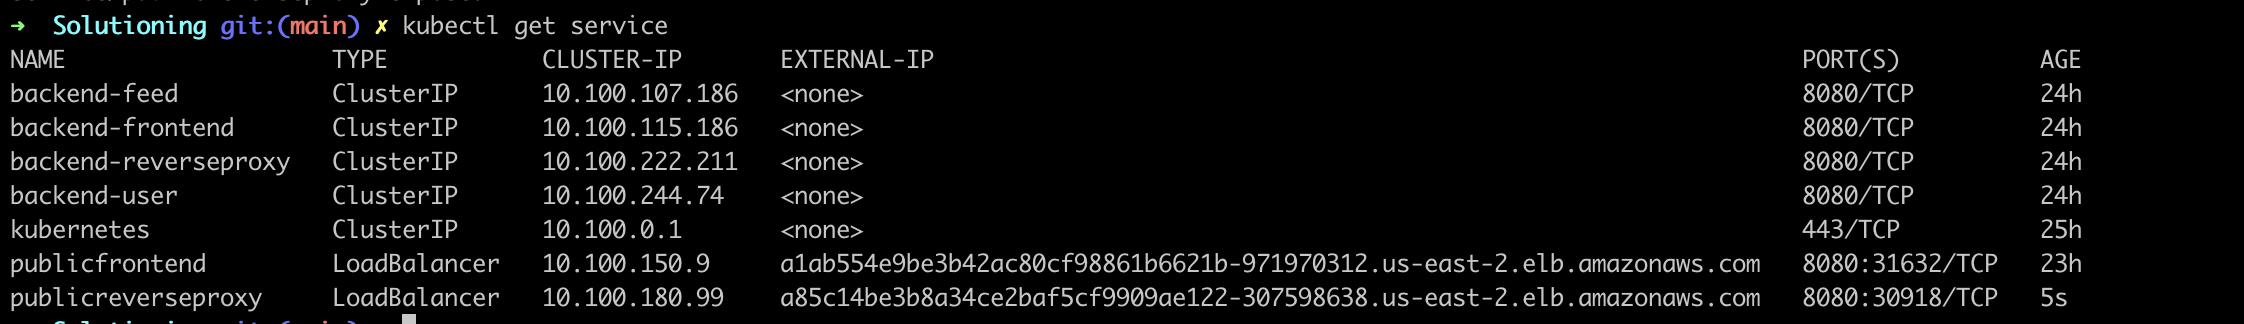 ➜  Solutioning git:(main) ✗ kubectl get service
NAME                   TYPE           CLUSTER-IP       EXTERNAL-IP                                                              PORT(S)          AGE
backend-feed           ClusterIP      10.100.107.186   <none>                                                                   8080/TCP         24h
backend-frontend       ClusterIP      10.100.115.186   <none>                                                                   8080/TCP         24h
backend-reverseproxy   ClusterIP      10.100.222.211   <none>                                                                   8080/TCP         24h
backend-user           ClusterIP      10.100.244.74    <none>                                                                   8080/TCP         24h
kubernetes             ClusterIP      10.100.0.1       <none>                                                                   443/TCP          25h
publicfrontend         LoadBalancer   10.100.150.9     a1ab554e9be3b42ac80cf98861b6621b-971970312.us-east-2.elb.amazonaws.com   8080:31632/TCP   23h
publicreverseproxy     LoadBalancer   10.100.180.99    a85c14be3b8a34ce2baf5cf9909ae122-307598638.us-east-2.elb.amazonaws.com   8080:30918/TCP   5s